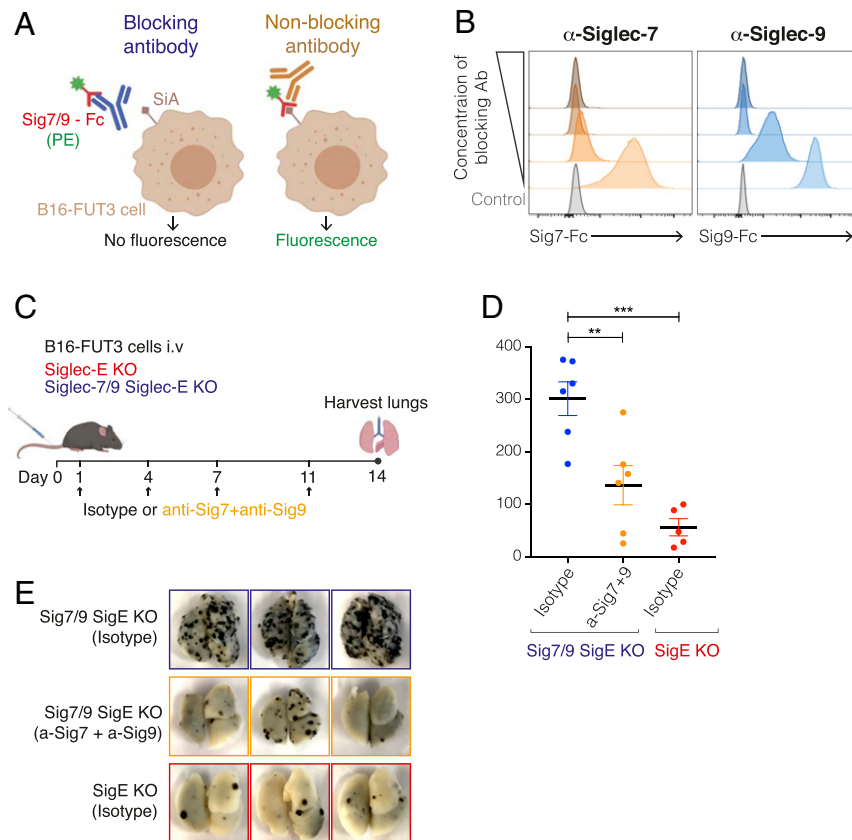 A
Blocking
antibody
Non-blocking
antibody
SiA
Sig7/9 - Fc
(PE)
B16-FUT3 cell
No fluorescence
Fluorescence
B
α-Siglec-7
α-Siglec-9
Concentraion of
blocking Ab
Control
Sig7-Fc
Sig9-Fc
C
B16-FUT3 cells i.v
Siglec-E KO
Siglec-7/9 Siglec-E KO
Harvest lungs
Day 0 1 4 7 11 14
Isotype or anti-Sig7+anti-Sig9
D
***
**
400
300
200
100
0
Isotype
a-Sig7+9
Isotype
Sig7/9 SigE KO
SigE KO
E
Sig7/9 SigE KO
(Isotype)
Sig7/9 SigE KO
(a-Sig7 + a-Sig9)
SigE KO
(Isotype)